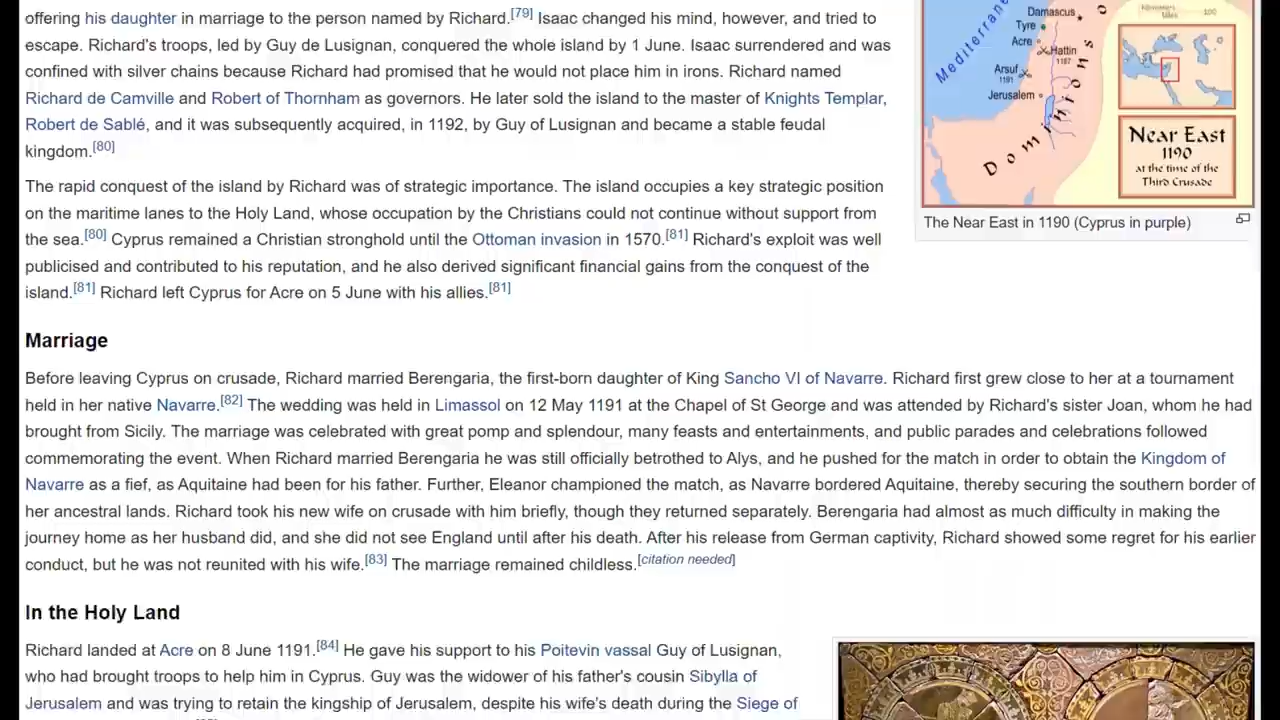 offering his daughter in marriage to the person named by Richard.[79] Isaac changed his mind, however, and tried to
escape. Richard's troops, led by Guy de Lusignan, conquered the whole island by 1 June. Isaac surrendered and was
confined with silver chains because Richard had promised that he would not place him in irons. Richard named
Richard de Camville and Robert of Thornham as governors. He later sold the island to the master of Knights Templar,
Robert de Sablé, and it was subsequently acquired, in 1192, by Guy of Lusignan and became a stable feudal
kingdom.[80]
The rapid conquest of the island by Richard was of strategic importance. The island occupies a key strategic position
on the maritime lanes to the Holy Land, whose occupation by the Christians could not continue without support from
the sea.[80] Cyprus remained a Christian stronghold until the Ottoman invasion in 1570.[81] Richard's exploit was well
publicised and contributed to his reputation, and he also derived significant financial gains from the conquest of the
island.[81] Richard left Cyprus for Acre on 5 June with his allies.[81]
Mediterrane
Damascus
Tyre
Acre
Hattin
1187
Arsuf
1191
Jerusalem
Dominions
100
Near East
1190
at the time of the
Third Crusade
The Near East in 1190 (Cyprus in purple)
Marriage
Before leaving Cyprus on crusade, Richard married Berengaria, the first-born daughter of King Sancho VI of Navarre. Richard first grew close to her at a tournament
held in her native Navarre.[82] The wedding was held in Limassol on 12 May 1191 at the Chapel of St George and was attended by Richard's sister Joan, whom he had
brought from Sicily. The marriage was celebrated with great pomp and splendour, many feasts and entertainments, and public parades and celebrations followed
commemorating the event. When Richard married Berengaria he was still officially betrothed to Alys, and he pushed for the match in order to obtain the Kingdom of
Navarre as a fief, as Aquitaine had been for his father. Further, Eleanor championed the match, as Navarre bordered Aquitaine, thereby securing the southern border of
her ancestral lands. Richard took his new wife on crusade with him briefly, though they returned separately. Berengaria had almost as much difficulty in making the
journey home as her husband did, and she did not see England until after his death. After his release from German captivity, Richard showed some regret for his earlier
conduct, but he was not reunited with his wife.[83] The marriage remained childless.[citation needed]
In the Holy Land
Richard landed at Acre on 8 June 1191.[84] He gave his support to his Poitevin vassal Guy of Lusignan,
who had brought troops to help him in Cyprus. Guy was the widower of his father's cousin Sibylla of
Jerusalem and was trying to retain the kingship of Jerusalem, despite his wife's death during the Siege of